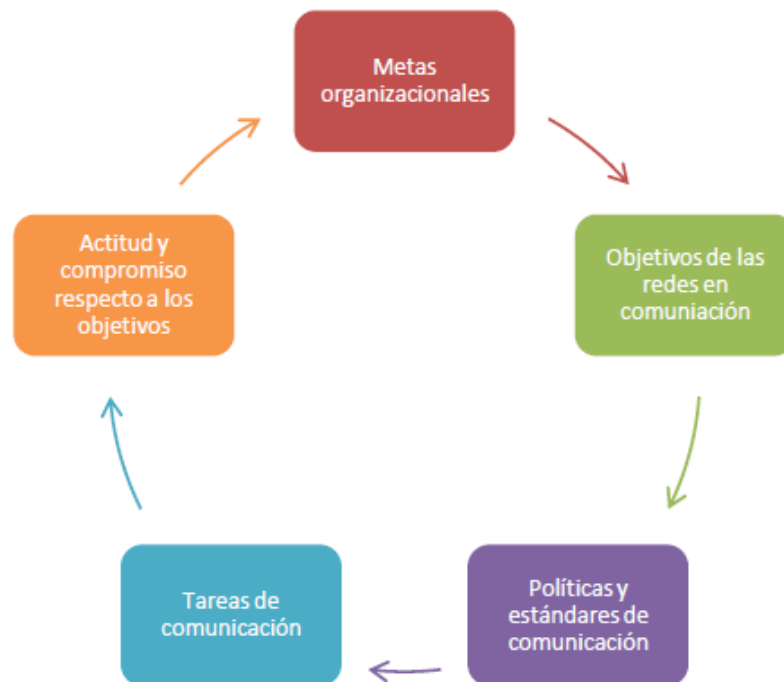 Metas
organizacionales
Objetivos de las
redes en
comuniación
Políticas y
estándares de
comunicación
Tareas de
comunicación
Actitud y
compromiso
respecto a los
objetivos